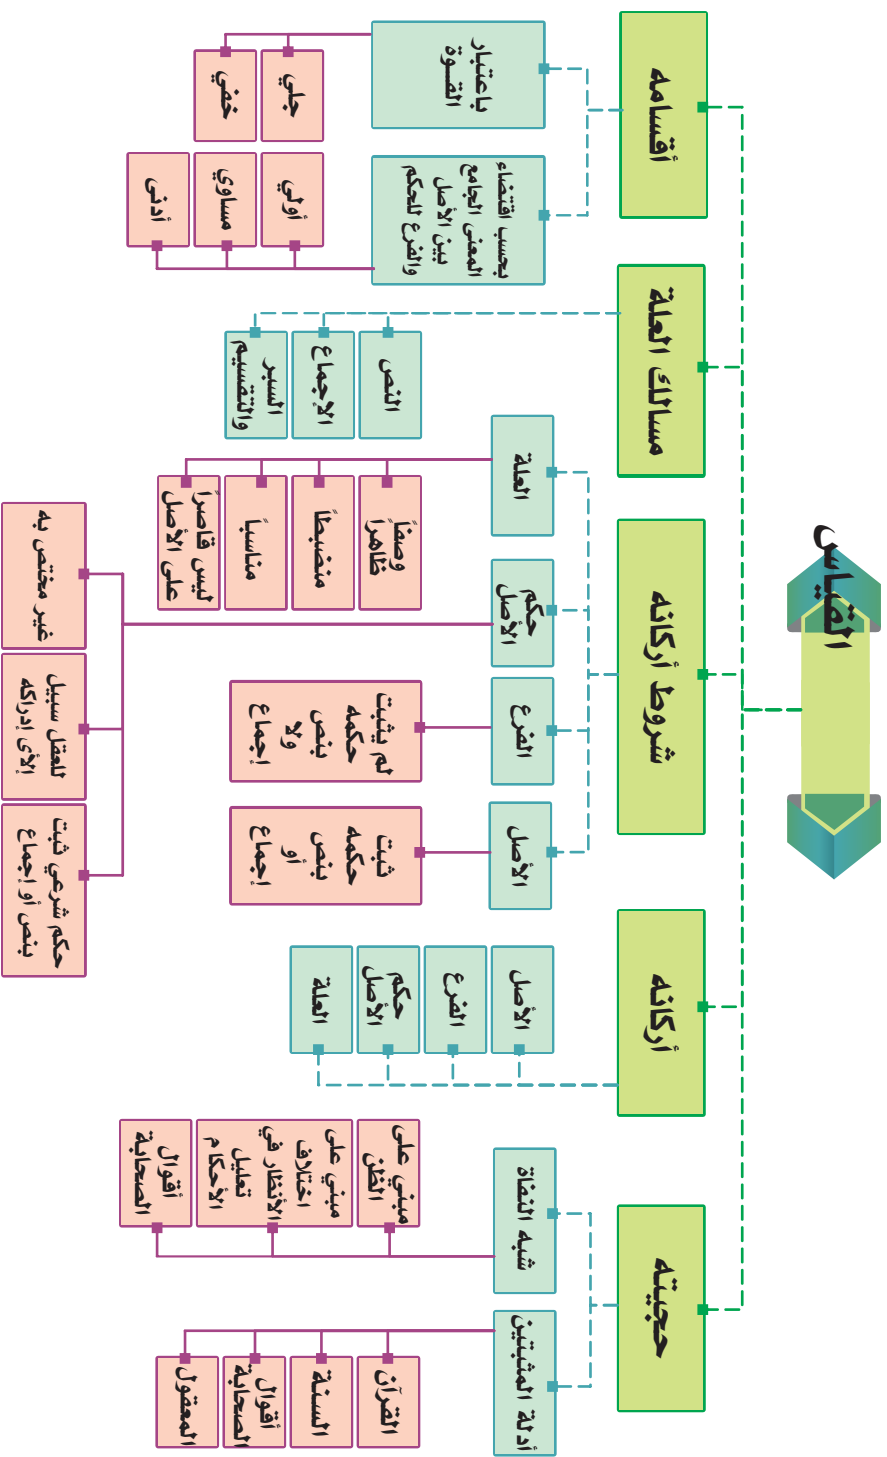 القياس
حجيته
أركانه
شروط أركانه
مسالك العلة
أقسامه
أدلة المثبتين
القرآن
السنة
أقوال
الصحابة
المعقول
شبه النفاة
مبني على
الظن
مبني على
اختلاف
الأنظار في
تعليل
الأحكام
أقوال
الصحابة
الأصل
الفرع
حكم
الأصل
العلة
الأصل
ثبت
حكمه
بنص
أو
إجماع
الفرع
لم يثبت
حكمه
بنص
ولا
إجماع
حكم
الأصل
حكم شرعي ثبت
بنص أو إجماع
للعقل سبيل
الأى إدراكه
غير مختص به
العلة
وصفاً
ظاهراً
منضبطاً
مناسباً
ليس قاصراً
على الأصل
النص
الإجماع
السبر
والتقسيم
بحسب اقتضاء
المعنى الجامع
بين الأصل
والفرع للحكم
أولي
مساوي
أدنى
باعتبار
القوة
جلي
خفي